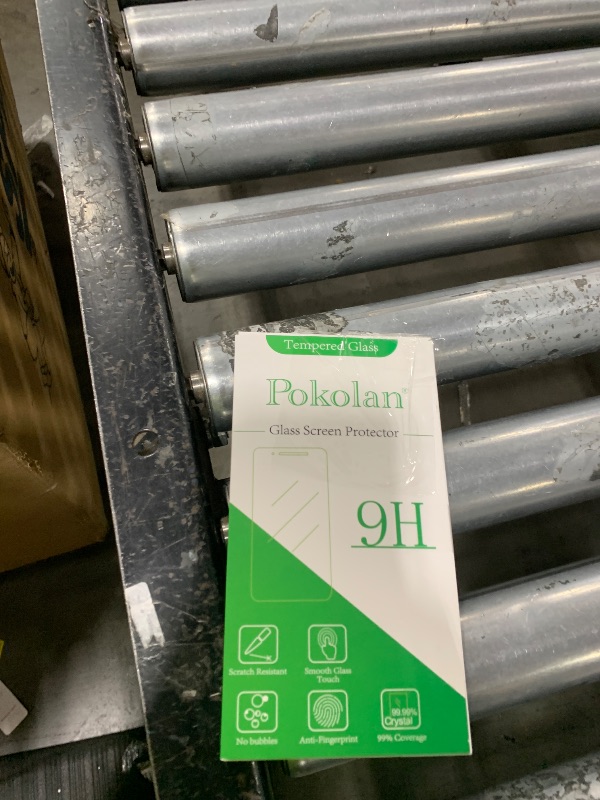 Tempered Glass
Pokolan®
Glass Screen Protector
9H
Scratch Resistant
Smooth Glass
Touch
No bubbles
Anti-Fingerprint
99.99%
Crystal
99% Coverage